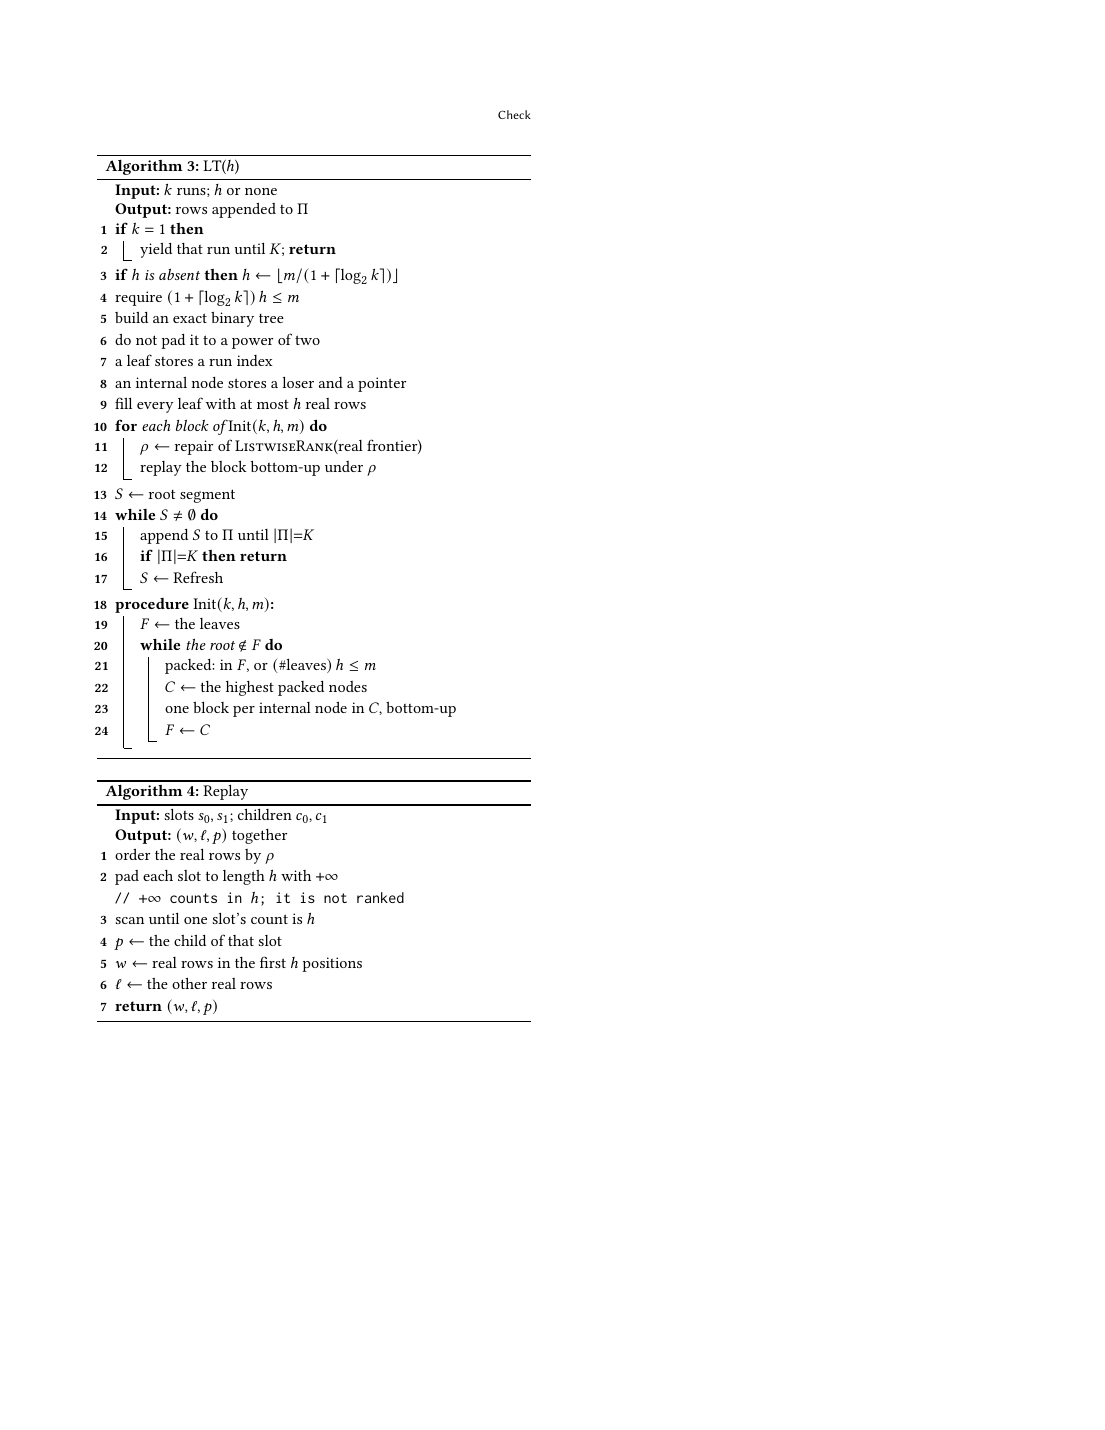 Check
Algorithm 3: LT(h)
Input: k runs; h or none
Output: rows appended to Π
1 if k = 1 then
2 yield that run until K; return
3 if h is absent then h ← ⌊m/(1 + ⌈log₂ k⌉)⌋
4 require (1 + ⌈log₂ k⌉) h ≤ m
5 build an exact binary tree
6 do not pad it to a power of two
7 a leaf stores a run index
8 an internal node stores a loser and a pointer
9 fill every leaf with at most h real rows
10 for each block of Init(k, h, m) do
11 ρ ← repair of ListwiseRank(real frontier)
12 replay the block bottom-up under ρ
13 S ← root segment
14 while S ≠ ∅ do
15 append S to Π until |Π|=K
16 if |Π|=K then return
17 S ← Refresh
18 procedure Init(k, h, m):
19 F ← the leaves
20 while the root ∉ F do
21 packed: in F, or (#leaves) h ≤ m
22 C ← the highest packed nodes
23 one block per internal node in C, bottom-up
24 F ← C
Algorithm 4: Replay
Input: slots s₀, s₁; children c₀, c₁
Output: (w, ℓ, p) together
1 order the real rows by ρ
2 pad each slot to length h with +∞
// +∞ counts in h; it is not ranked
3 scan until one slot's count is h
4 p ← the child of that slot
5 w ← real rows in the first h positions
6 ℓ ← the other real rows
7 return (w, ℓ, p)